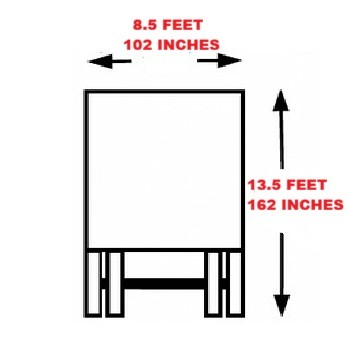 8.5 FEET
102 INCHES
13.5 FEET
162 INCHES